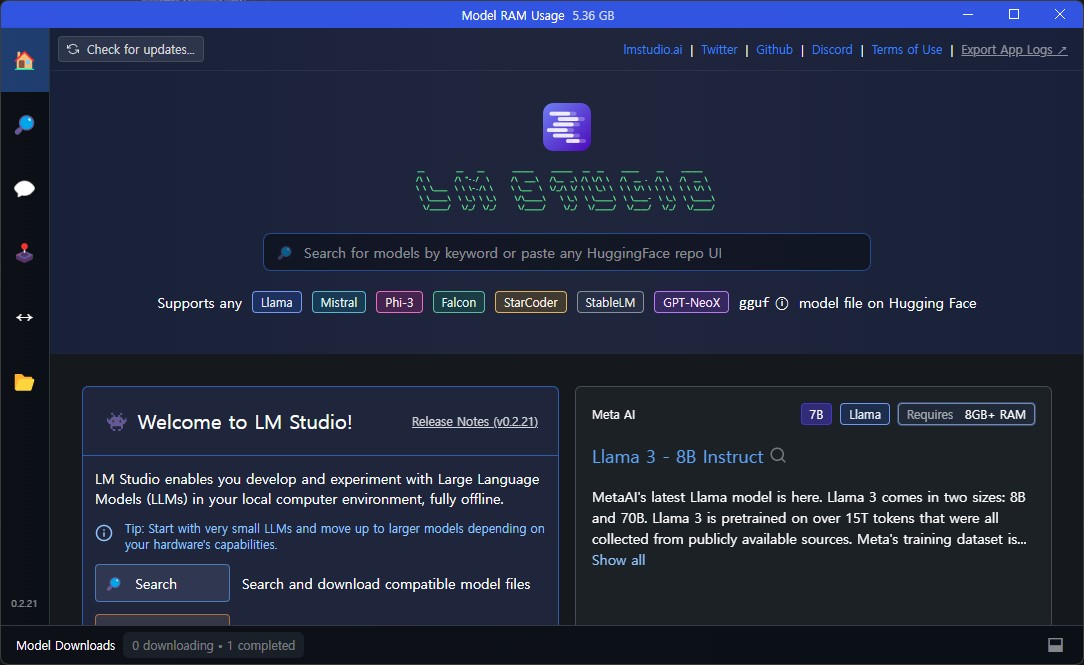 Model RAM Usage 5.36 GB
Check for updates...
lmstudio.ai | Twitter | Github | Discord | Terms of Use | Export App Logs ↗
LM STUDIO
Search for models by keyword or paste any HuggingFace repo UI
Supports any Llama Mistral Phi-3 Falcon StarCoder StableLM GPT-NeoX gguf model file on Hugging Face
Welcome to LM Studio!
Release Notes (v0.2.21)
LM Studio enables you develop and experiment with Large Language
Models (LLMs) in your local computer environment, fully offline.
Tip: Start with very small LLMs and move up to larger models depending on
your hardware's capabilities.
Search
Search and download compatible model files
Meta AI
7B Llama Requires 8GB+ RAM
Llama 3 - 8B Instruct
MetaAI's latest Llama model is here. Llama 3 comes in two sizes: 8B
and 70B. Llama 3 is pretrained on over 15T tokens that were all
collected from publicly available sources. Meta's training dataset is...
Show all
0.2.21
Model Downloads 0 downloading • 1 completed